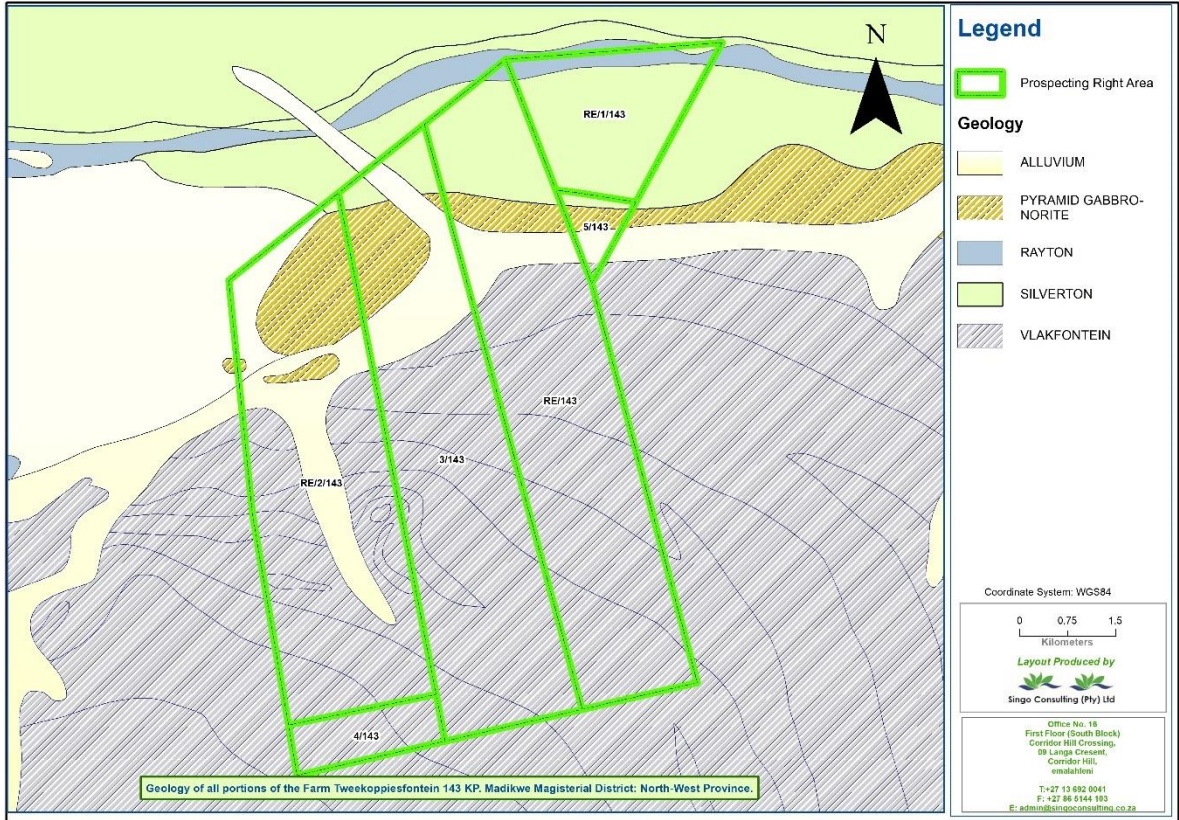 N
RE/1/143
5/143
RE/143
3/143
RE/2/143
4/143
Geology of all portions of the Farm Tweekoppiesfontein 143 KP. Madikwe Magisterial District: North-West Province.
Legend
Prospecting Right Area
Geology
ALLUVIUM
PYRAMID GABBRO-
NORITE
RAYTON
SILVERTON
VLAKFONTEIN
Coordinate System: WGS84
0 0.75 1.5
Kilometers
Layout Produced by
Singo Consulting (Pty) Ltd
Office No. 16
First Floor (South Block)
Corridor Hill Crossing,
09 Langa Cresent,
Corridor Hill,
emalahleni
T:+27 13 692 0041
F: +27 86 5144 103
E: admin@singoconsulting.co.za